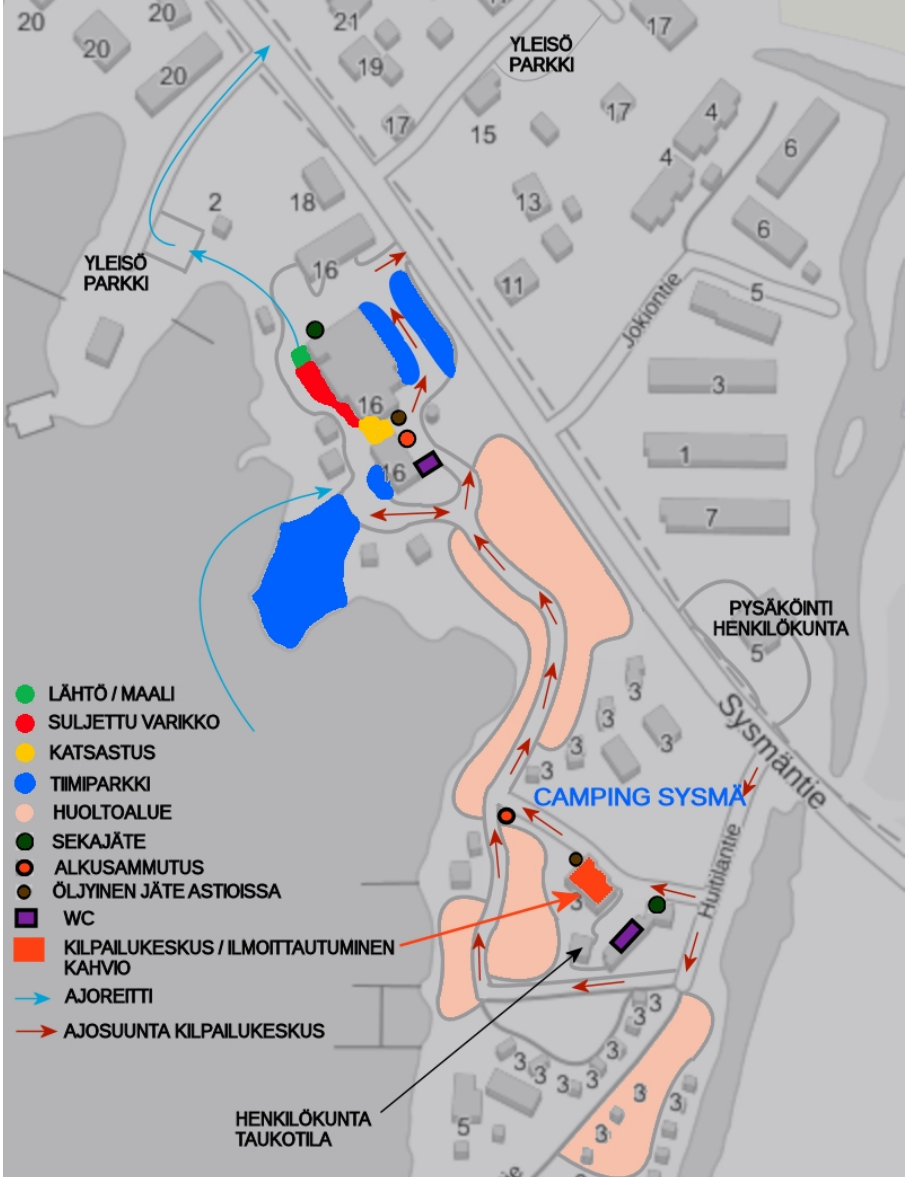 20
20
21
17
20
20
YLEISÖ
PARKKI
19
17
17
15
4
4
6
2
18
13
6
YLEISÖ
PARKKI
16
11
5
Jokiontie
3
16
1
16
7
PYSÄKÖINTI
HENKILÖKUNTA
5
Sysmäntie
3
3
3
3
3
CAMPING SYSMÄ
Huitilantie
3
LÄHTÖ / MAALI
SULJETTU VARIKKO
KATSASTUS
TIIMIPARKKI
HUOLTOALUE
SEKAJÄTE
ALKUSAMMUTUS
ÖLJYINEN JÄTE ASTIOISSA
WC
KILPAILUKESKUS / ILMOITTAUTUMINEN
KAHVIO
AJOREITTI
AJOSUUNTA KILPAILUKESKUS
3
3
3
3
3
3
3
3
3
3
3
5
HENKILÖKUNTA
TAUKOTILA